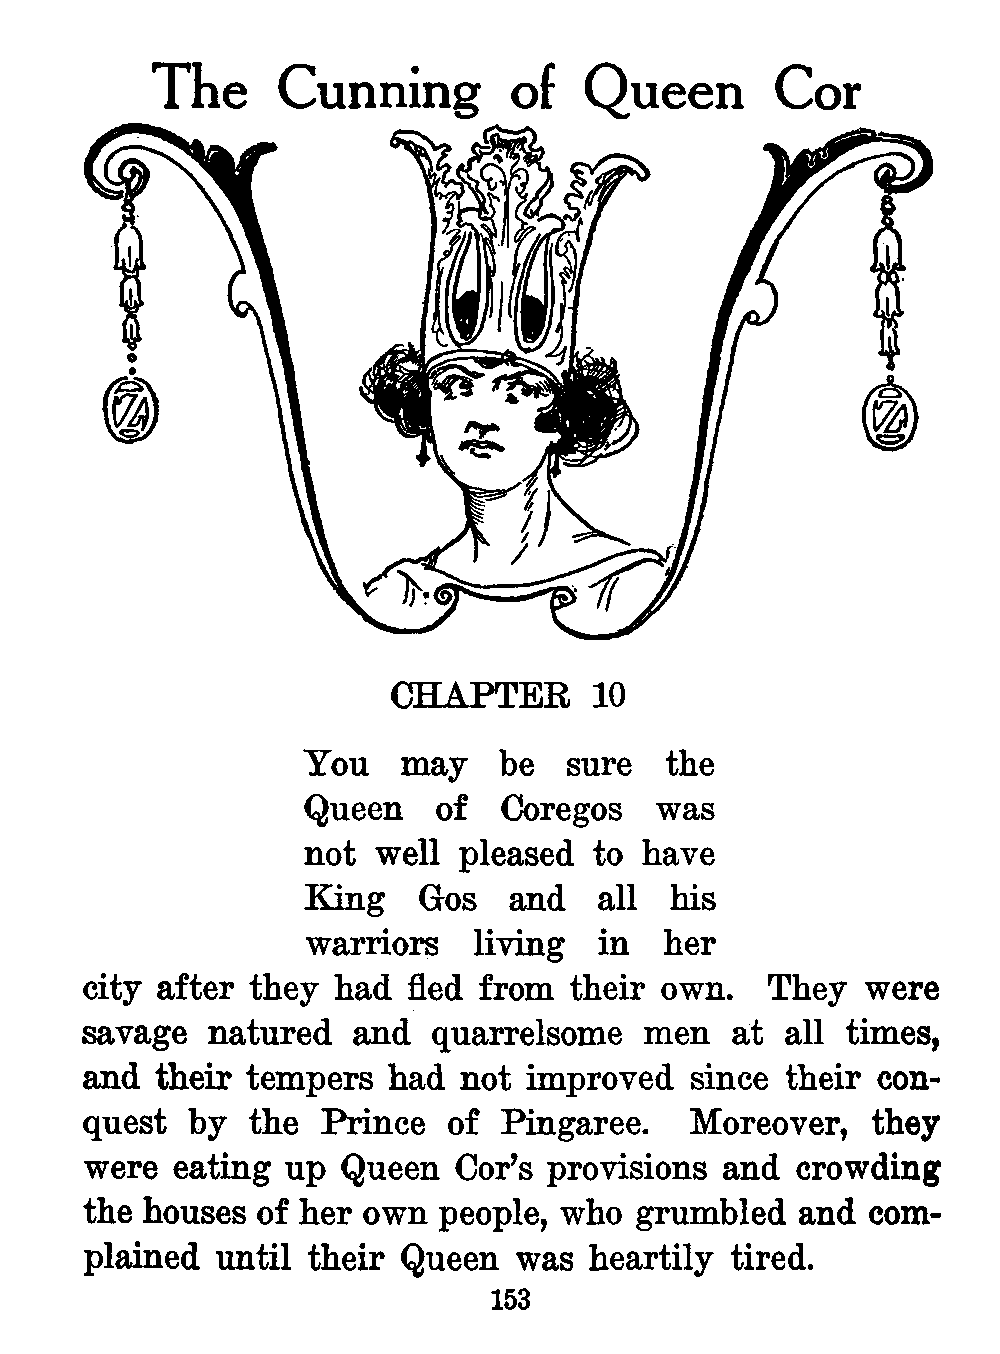 The Cunning of Queen Cor
OZ
OZ
CHAPTER 10
You may be sure the
Queen of Coregos was
not well pleased to have
King Gos and all his
warriors living in her
city after they had fled from their own. They were
savage natured and quarrelsome men at all times,
and their tempers had not improved since their con-
quest by the Prince of Pingaree. Moreover, they
were eating up Queen Cor's provisions and crowding
the houses of her own people, who grumbled and com-
plained until their Queen was heartily tired.
153